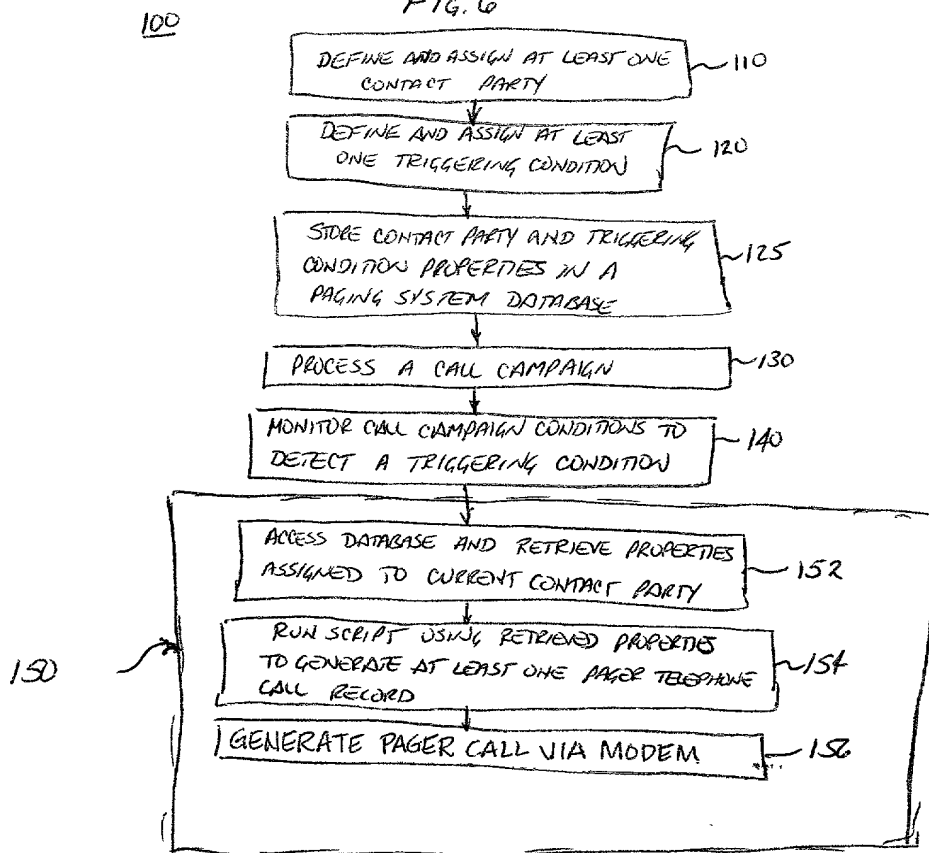 FIG. 6
100
DEFINE AND ASSIGN AT LEAST ONE
CONTACT PARTY
110
DEFINE AND ASSIGN AT LEAST
ONE TRIGGERING CONDITION
120
STORE CONTACT PARTY AND TRIGGERING
CONDITION PROPERTIES IN A
PAGING SYSTEM DATABASE
125
PROCESS A CALL CAMPAIGN
130
MONITOR CALL CAMPAIGN CONDITIONS TO
DETECT A TRIGGERING CONDITION
140
ACCESS DATABASE AND RETRIEVE PROPERTIES
ASSIGNED TO CURRENT CONTACT PARTY
152
RUN SCRIPT USING RETRIEVED PROPERTIES
TO GENERATE AT LEAST ONE PAGER TELEPHONE
CALL RECORD
154
150
GENERATE PAGER CALL VIA MODEM
156